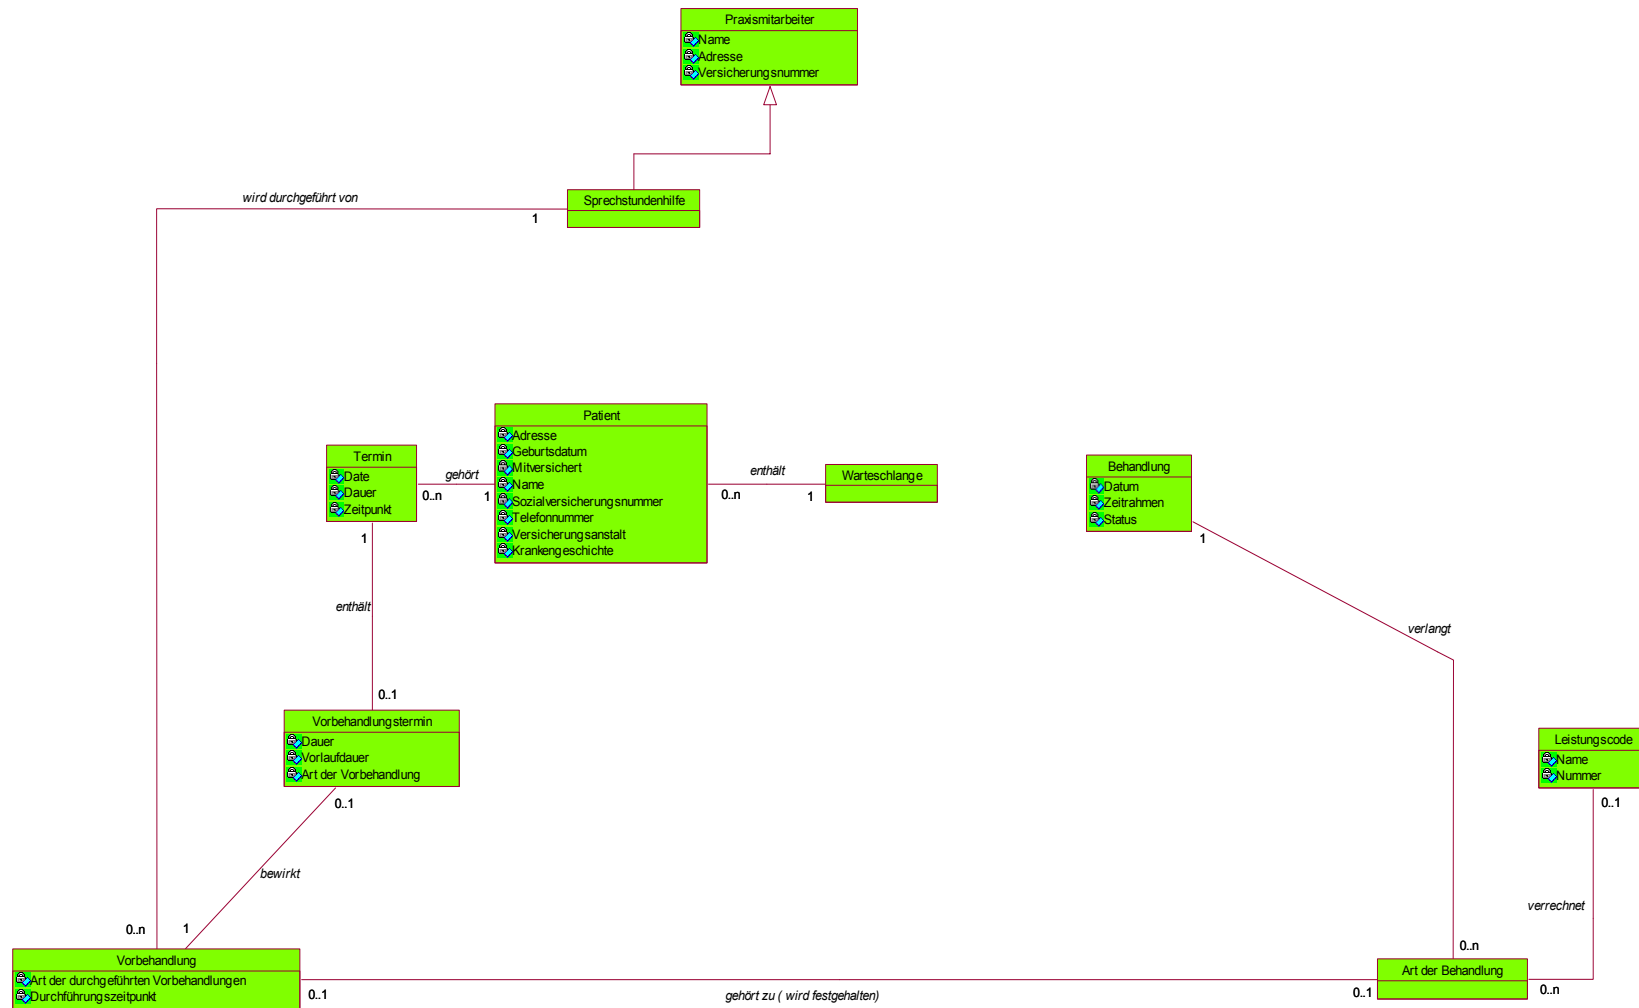 Praxismitarbeiter
Name
Adresse
Versicherungsnummer
wird durchgeführt von
1
Sprechstundenhilfe
Patient
Adresse
Geburtsdatum
Mitversichert
Name
Sozialversicherungsnummer
Telefonnummer
Versicherungsanstalt
Krankengeschichte
Termin
Date
Dauer
Zeitpunkt
gehört
0..n
1
enthält
0..n
1
Warteschlange
Behandlung
Datum
Zeitrahmen
Status
1
1
enthält
0..1
verlangt
Vorbehandlungstermin
Dauer
Vorlaufdauer
Art der Vorbehandlung
0..1
Leistungscode
Name
Nummer
0..1
bewirkt
verrechnet
0..n
1
0..n
Vorbehandlung
Art der durchgeführten Vorbehandlungen
Durchführungszeitpunkt
0..1
gehört zu ( wird festgehalten)
0..1
Art der Behandlung
0..n